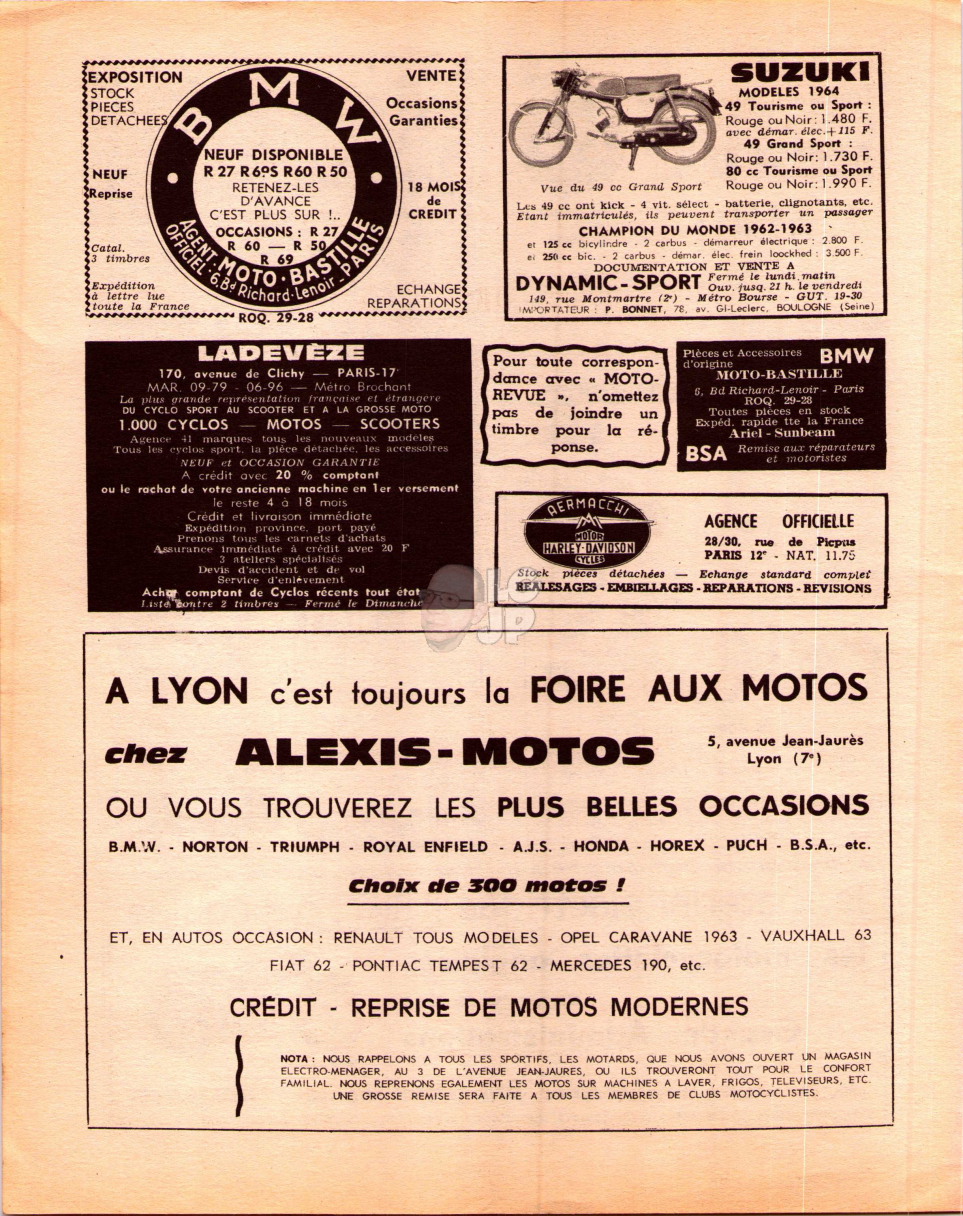 EXPOSITION
STOCK
PIECES
DETACHEES
NEUF
Reprise
Catal.
3 timbres
Expédition
à lettre lue
toute la France
BMW
NEUF DISPONIBLE
R 27 R 69S R 60 R 50
RETENEZ-LES
D'AVANCE
C'EST PLUS SUR !..
OCCASIONS : R 27
R 60 — R 50
R 69
AGENT MOTO-BASTILLE
OFFICIEL · 6, Bd Richard-Lenoir - PARIS
ROQ. 29-28
VENTE
Occasions
Garanties
18 MOIS
de
CREDIT
ECHANGE
REPARATIONS
SUZUKI
MODELES 1964
49 Tourisme ou Sport :
Rouge ou Noir : 1.480 F.
avec démar. élec. + 115 F.
49 Grand Sport :
Rouge ou Noir : 1.730 F.
80 cc Tourisme ou Sport
Rouge ou Noir : 1.990 F.
Vue du 49 cc Grand Sport
Les 49 cc ont kick - 4 vit. sélect - batterie, clignotants, etc.
Etant immatriculés, ils peuvent transporter un passager
CHAMPION DU MONDE 1962-1963
et 125 cc bicylindre - 2 carbus - démarreur électrique : 2.800 F.
et 250 cc bic. - 2 carbus - démar. élec. frein loockhed : 3.500 F.
DOCUMENTATION ET VENTE A
DYNAMIC-SPORT Fermé le lundi matin
Ouv. jusq. 21 h. le vendredi
149, rue Montmartre (2e) - Métro Bourse - GUT. 19-30
IMPORTATEUR : P. BONNET, 78, av. Gl-Leclerc, BOULOGNE (Seine)
LADEVÈZE
170, avenue de Clichy — PARIS-17e
MAR. 09-79 - 06-96 — Métro Brochant
La plus grande représentation française et étrangère
DU CYCLO SPORT AU SCOOTER ET A LA GROSSE MOTO
1.000 CYCLOS — MOTOS — SCOOTERS
Agence 41 marques tous les nouveaux modèles
Tous les cyclos sport, la pièce détachée, les accessoires
NEUF et OCCASION GARANTIE
A crédit avec 20 % comptant
ou le rachat de votre ancienne machine en 1er versement
le reste 4 à 18 mois
Crédit et livraison immédiate
Expédition province, port payé
Prenons tous les carnets d'achats
Assurance immédiate à crédit avec 20 F
3 ateliers spécialisés
Devis d'accident et de vol
Service d'enlèvement
Achat comptant de Cyclos récents tout état
Liste contre 2 timbres — Fermé le Dimanche
Pour toute correspon-
dance avec « MOTO-
REVUE », n'omettez
pas de joindre un
timbre pour la ré-
ponse.
Pièces et Accessoires
d'origine BMW
MOTO-BASTILLE
6, Bd Richard-Lenoir - Paris
ROQ. 29-28
Toutes pièces en stock
Expéd. rapide tte la France
Ariel - Sunbeam
BSA Remise aux réparateurs
et motoristes
AERMACCHI
MOTOR
HARLEY-DAVIDSON
CYCLES
AGENCE OFFICIELLE
28/30, rue de Picpus
PARIS 12e - NAT. 11.75
Stock pièces détachées — Echange standard complet
REALESAGES - EMBIELLAGES - REPARATIONS - REVISIONS
LC
JP
A LYON c'est toujours la FOIRE AUX MOTOS
chez ALEXIS-MOTOS
5, avenue Jean-Jaurès
Lyon (7e)
OU VOUS TROUVEREZ LES PLUS BELLES OCCASIONS
B.M.W. - NORTON - TRIUMPH - ROYAL ENFIELD - A.J.S. - HONDA - HOREX - PUCH - B.S.A., etc.
Choix de 300 motos !
ET, EN AUTOS OCCASION : RENAULT TOUS MODELES - OPEL CARAVANE 1963 - VAUXHALL 63
FIAT 62 - PONTIAC TEMPEST 62 - MERCEDES 190, etc.
CRÉDIT - REPRISE DE MOTOS MODERNES
NOTA : NOUS RAPPELONS A TOUS LES SPORTIFS, LES MOTARDS, QUE NOUS AVONS OUVERT UN MAGASIN
ELECTRO-MENAGER, AU 3 DE L'AVENUE JEAN-JAURES, OU ILS TROUVERONT TOUT POUR LE CONFORT
FAMILIAL. NOUS REPRENONS EGALEMENT LES MOTOS SUR MACHINES A LAVER, FRIGOS, TELEVISEURS, ETC.
UNE GROSSE REMISE SERA FAITE A TOUS LES MEMBRES DE CLUBS MOTOCYCLISTES.